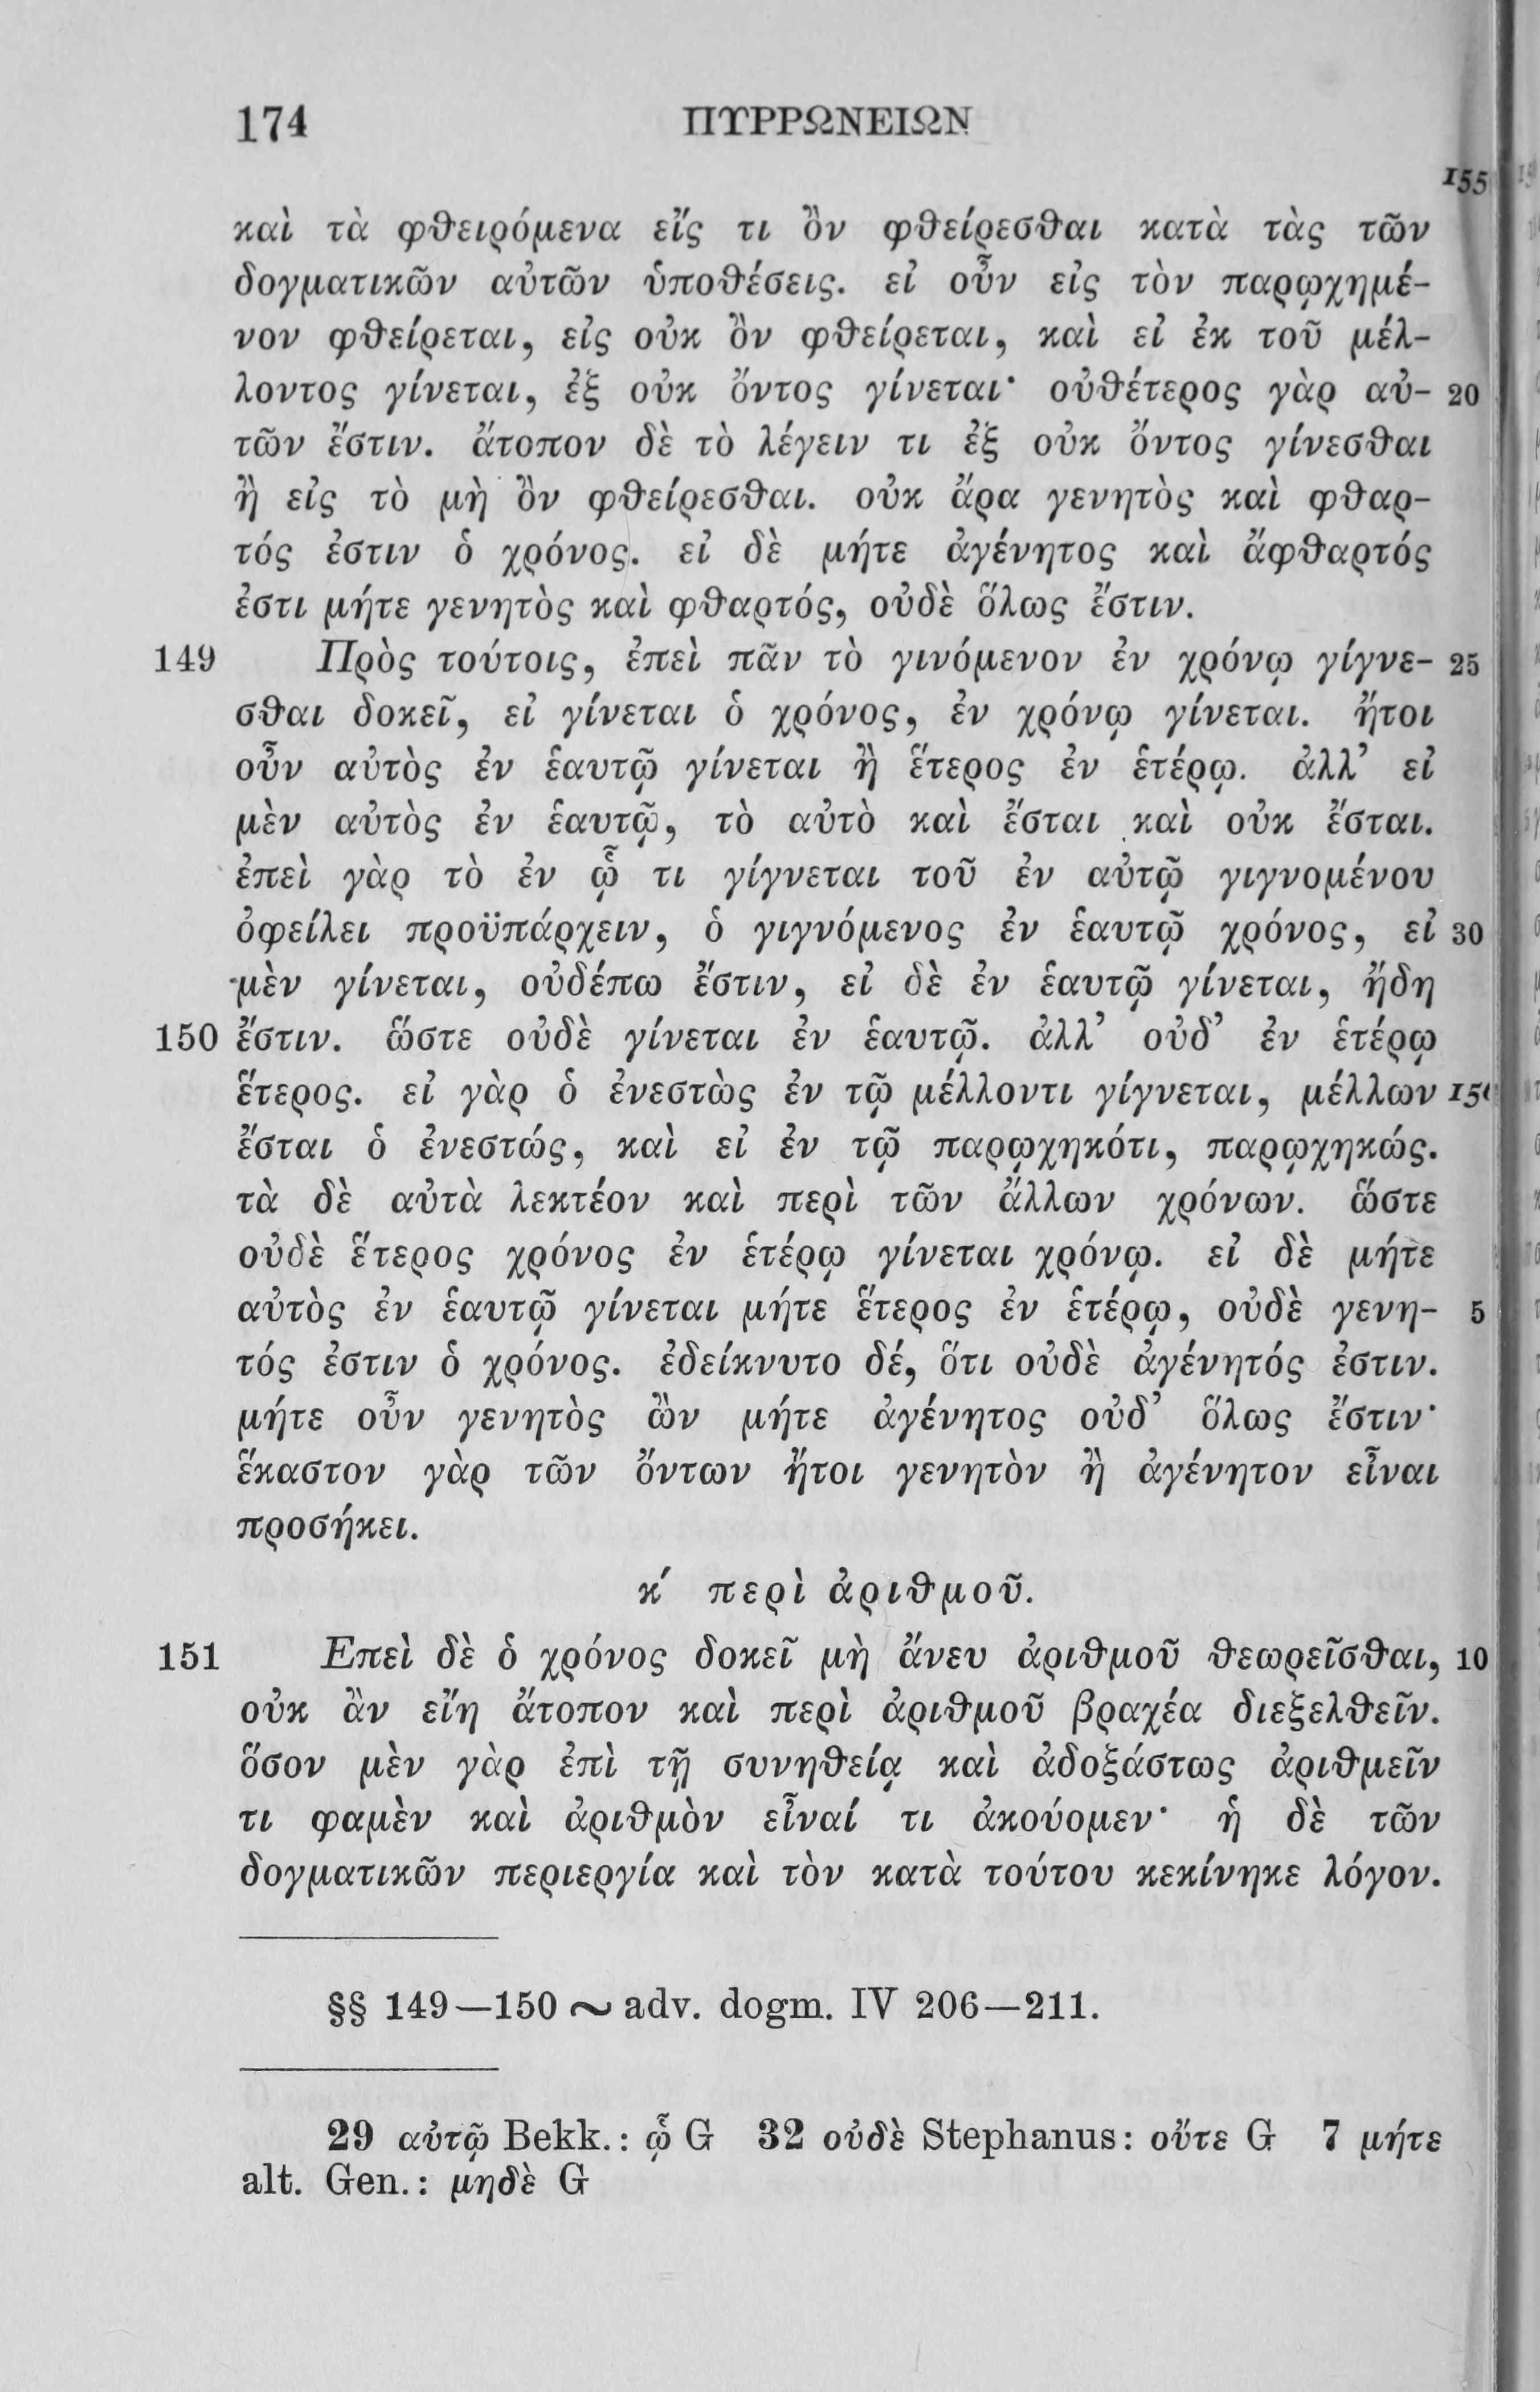 174 ΠΥΡΡΩΝΕΙΩΝ
155
καὶ τὰ φθειρόμενα εἴς τι ὂν φθείρεσθαι κατὰ τὰς τῶν
δογματικῶν αὐτῶν ὑποθέσεις. εἰ οὖν εἰς τὸν παρῳχημέ-
νον φθείρεται, εἰς οὐκ ὂν φθείρεται, καὶ εἰ ἐκ τοῦ μέλ-
λοντος γίνεται, ἐξ οὐκ ὄντος γίνεται· οὐθέτερος γὰρ αὐ- 20
τῶν ἔστιν. ἄτοπον δὲ τὸ λέγειν τι ἐξ οὐκ ὄντος γίνεσθαι
ἢ εἰς τὸ μὴ ὂν φθείρεσθαι. οὐκ ἄρα γενητὸς καὶ φθαρ-
τός ἐστιν ὁ χρόνος. εἰ δὲ μήτε ἀγένητος καὶ ἄφθαρτός
ἐστι μήτε γενητὸς καὶ φθαρτός, οὐδὲ ὅλως ἔστιν.
149 Πρὸς τούτοις, ἐπεὶ πᾶν τὸ γινόμενον ἐν χρόνῳ γίγνε- 25
σθαι δοκεῖ, εἰ γίνεται ὁ χρόνος, ἐν χρόνῳ γίνεται. ἤτοι
οὖν αὐτὸς ἐν ἑαυτῷ γίνεται ἢ ἕτερος ἐν ἑτέρῳ. ἀλλ’ εἰ
μὲν αὐτὸς ἐν ἑαυτῷ, τὸ αὐτὸ καὶ ἔσται καὶ οὐκ ἔσται.
ἐπεὶ γὰρ τὸ ἐν ᾧ τι γίγνεται τοῦ ἐν αὐτῷ γιγνομένου
ὀφείλει προϋπάρχειν, ὁ γιγνόμενος ἐν ἑαυτῷ χρόνος, εἰ 30
μὲν γίνεται, οὐδέπω ἔστιν, εἰ δὲ ἐν ἑαυτῷ γίνεται, ἤδη
150 ἔστιν. ὥστε οὐδὲ γίνεται ἐν ἑαυτῷ. ἀλλ’ οὐδ’ ἐν ἑτέρῳ
ἕτερος. εἰ γὰρ ὁ ἐνεστὼς ἐν τῷ μέλλοντι γίγνεται, μέλλων
ἔσται ὁ ἐνεστώς, καὶ εἰ ἐν τῷ παρῳχηκότι, παρῳχηκώς.
τὰ δὲ αὐτὰ λεκτέον καὶ περὶ τῶν ἄλλων χρόνων. ὥστε
οὐδὲ ἕτερος χρόνος ἐν ἑτέρῳ γίνεται χρόνῳ. εἰ δὲ μήτε
αὐτὸς ἐν ἑαυτῷ γίνεται μήτε ἕτερος ἐν ἑτέρῳ, οὐδὲ γενη- 5
τός ἐστιν ὁ χρόνος. ἐδείκνυτο δέ, ὅτι οὐδὲ ἀγένητός ἐστιν.
μήτε οὖν γενητὸς ὢν μήτε ἀγένητος οὐδ’ ὅλως ἔστιν·
ἕκαστον γὰρ τῶν ὄντων ἤτοι γενητὸν ἢ ἀγένητον εἶναι
προσήκει.
κ′ περὶ ἀριθμοῦ.
151 Ἐπεὶ δὲ ὁ χρόνος δοκεῖ μὴ ἄνευ ἀριθμοῦ θεωρεῖσθαι, 10
οὐκ ἂν εἴη ἄτοπον καὶ περὶ ἀριθμοῦ βραχέα διεξελθεῖν.
ὅσον μὲν γὰρ ἐπὶ τῇ συνηθείᾳ καὶ ἀδοξάστως ἀριθμεῖν
τι φαμὲν καὶ ἀριθμὸν εἶναί τι ἀκούομεν· ἡ δὲ τῶν
δογματικῶν περιεργία καὶ τὸν κατὰ τούτου κεκίνηκε λόγον.
§§ 149—150 ∼ adv. dogm. IV 206—211.
29 αὐτῷ Bekk.: ᾧ G 32 οὐδὲ Stephanus: οὔτε G 7 μήτε
alt. Gen.: μηδὲ G